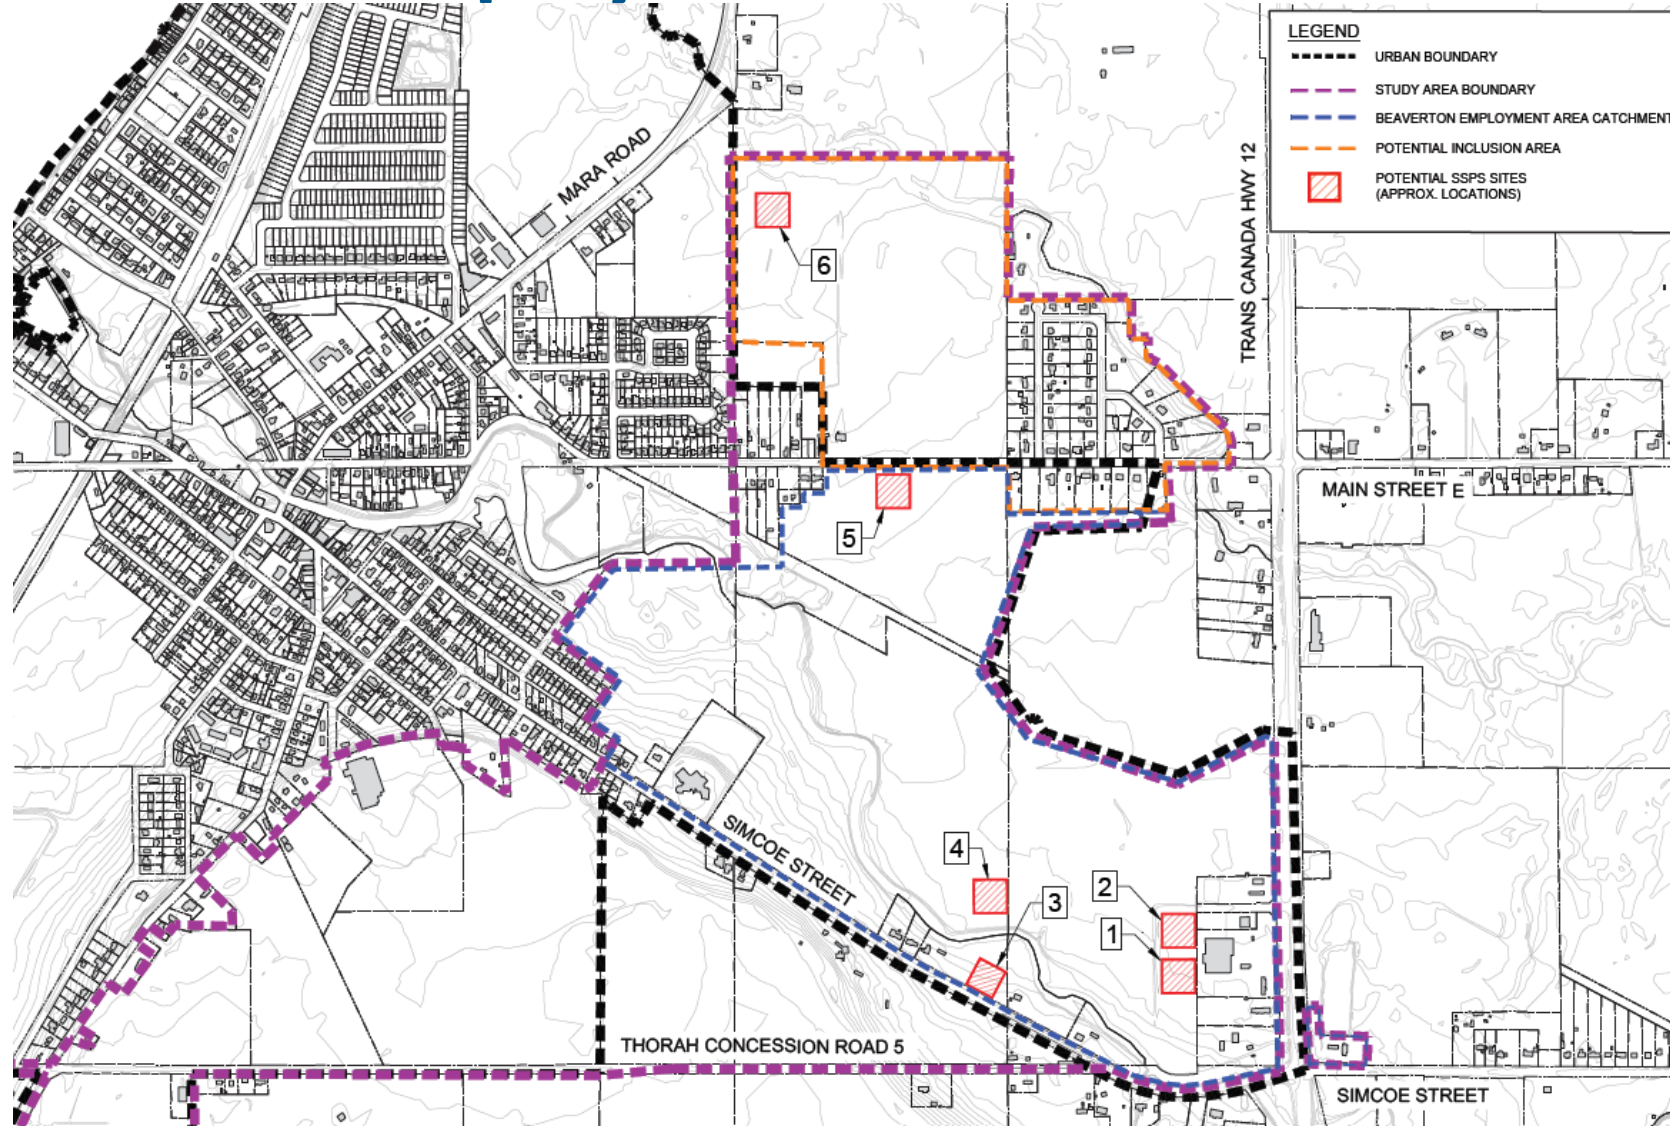 LEGEND
URBAN BOUNDARY
STUDY AREA BOUNDARY
BEAVERTON EMPLOYMENT AREA CATCHMENT
POTENTIAL INCLUSION AREA
POTENTIAL SSPS SITES
(APPROX. LOCATIONS)
MARA ROAD
TRANS CANADA HWY 12
6
MAIN STREET E
5
SIMCOE STREET
4
3
2
1
THORAH CONCESSION ROAD 5
SIMCOE STREET